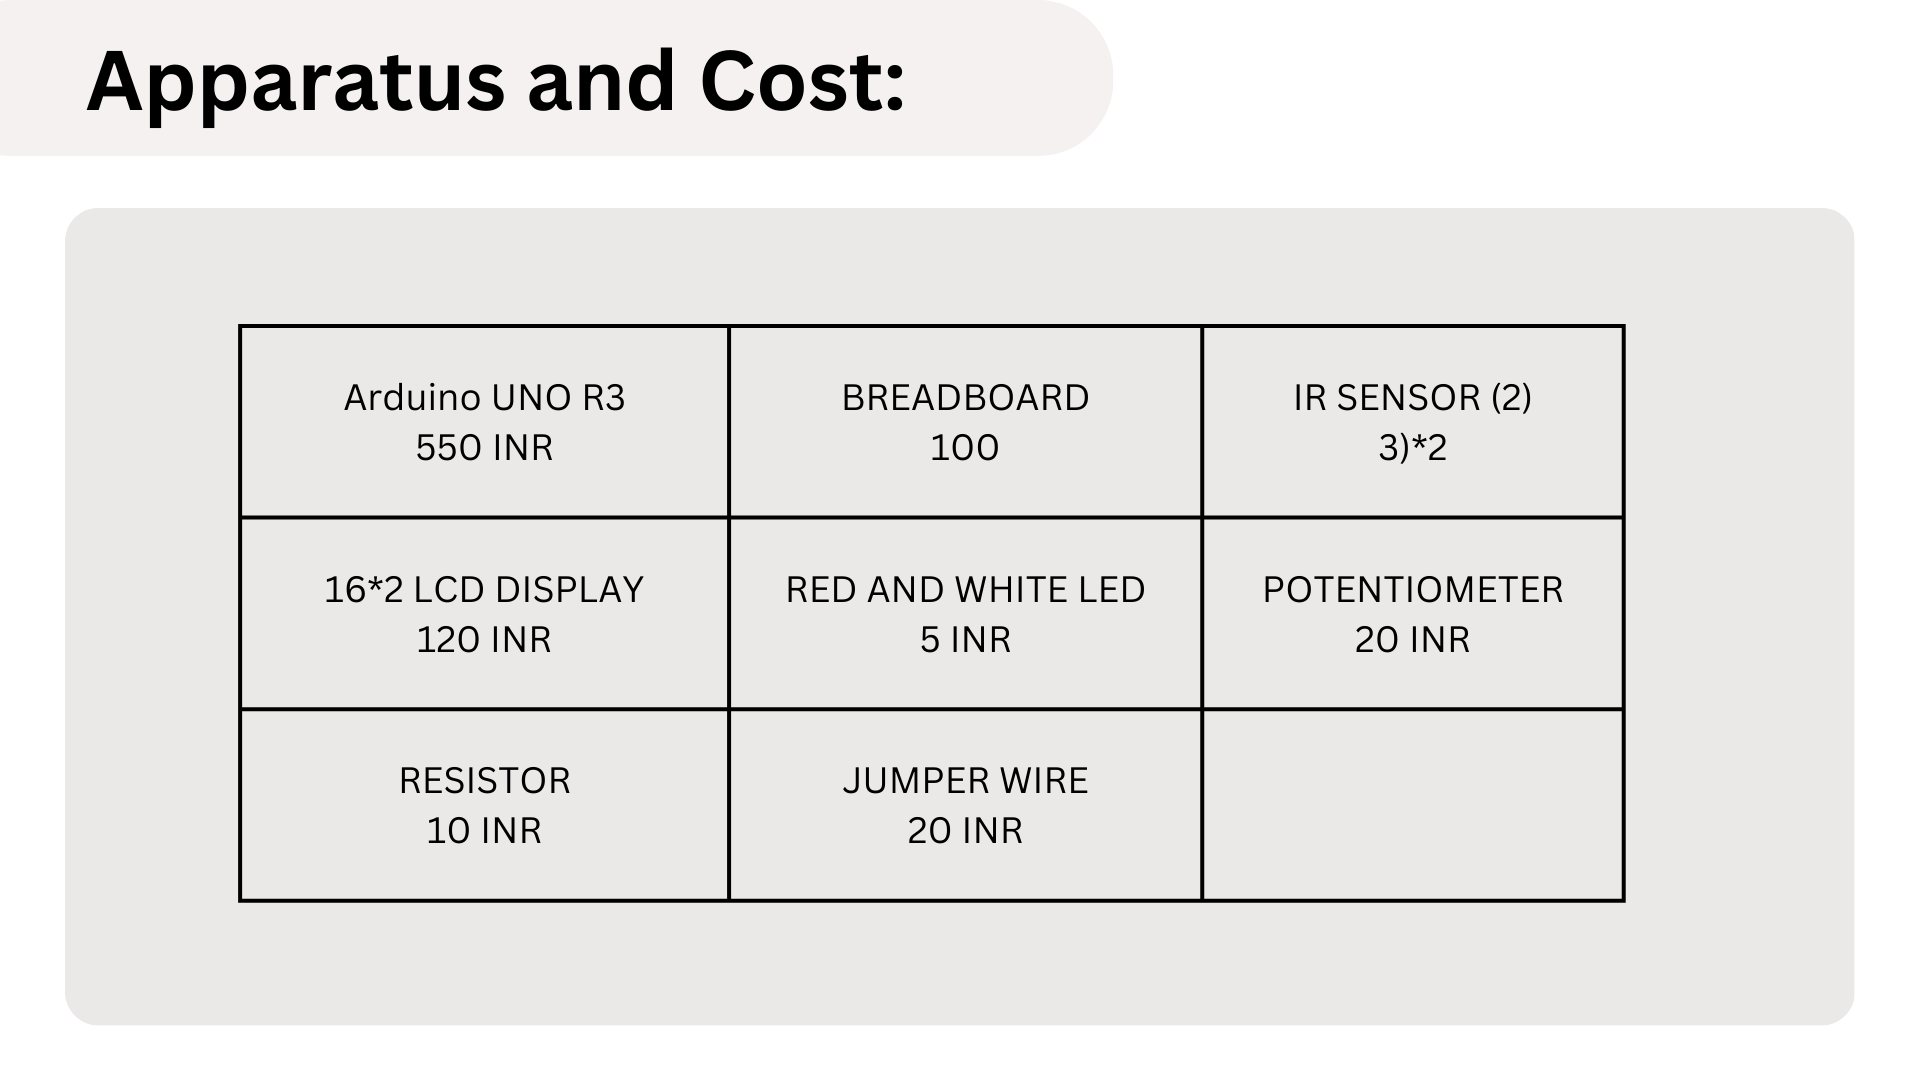 Apparatus and Cost:
Arduino UNO R3
550 INR
BREADBOARD
100
IR SENSOR (2)
3)*2
16*2 LCD DISPLAY
120 INR
RED AND WHITE LED
5 INR
POTENTIOMETER
20 INR
RESISTOR
10 INR
JUMPER WIRE
20 INR